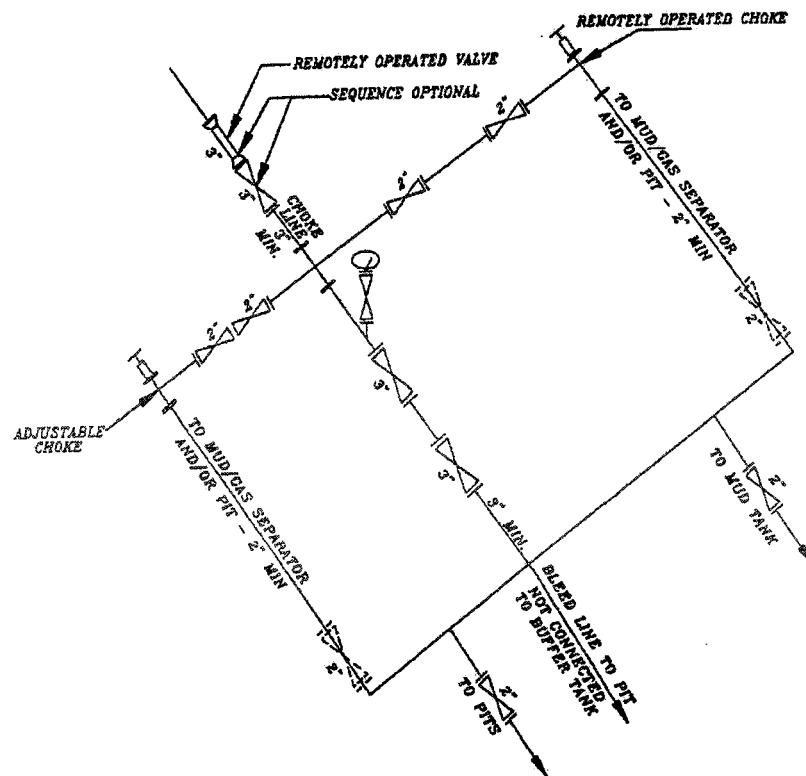 REMOTELY OPERATED CHOKE
REMOTELY OPERATED VALVE
SEQUENCE OPTIONAL
3"
3"
CHOKE
LINE
3"
MIN.
2"
2"
2"
2"
TO MUD/GAS SEPARATOR
AND/OR PIT - 2" MIN
2"
ADJUSTABLE
CHOKE
TO MUD/GAS SEPARATOR
AND/OR PIT - 2" MIN
2"
3"
3"
3" MIN.
TO MUD TANK
2"
BLEED LINE TO PIT
NOT CONNECTED
TO BUFFER TANK
TO PITS
2"